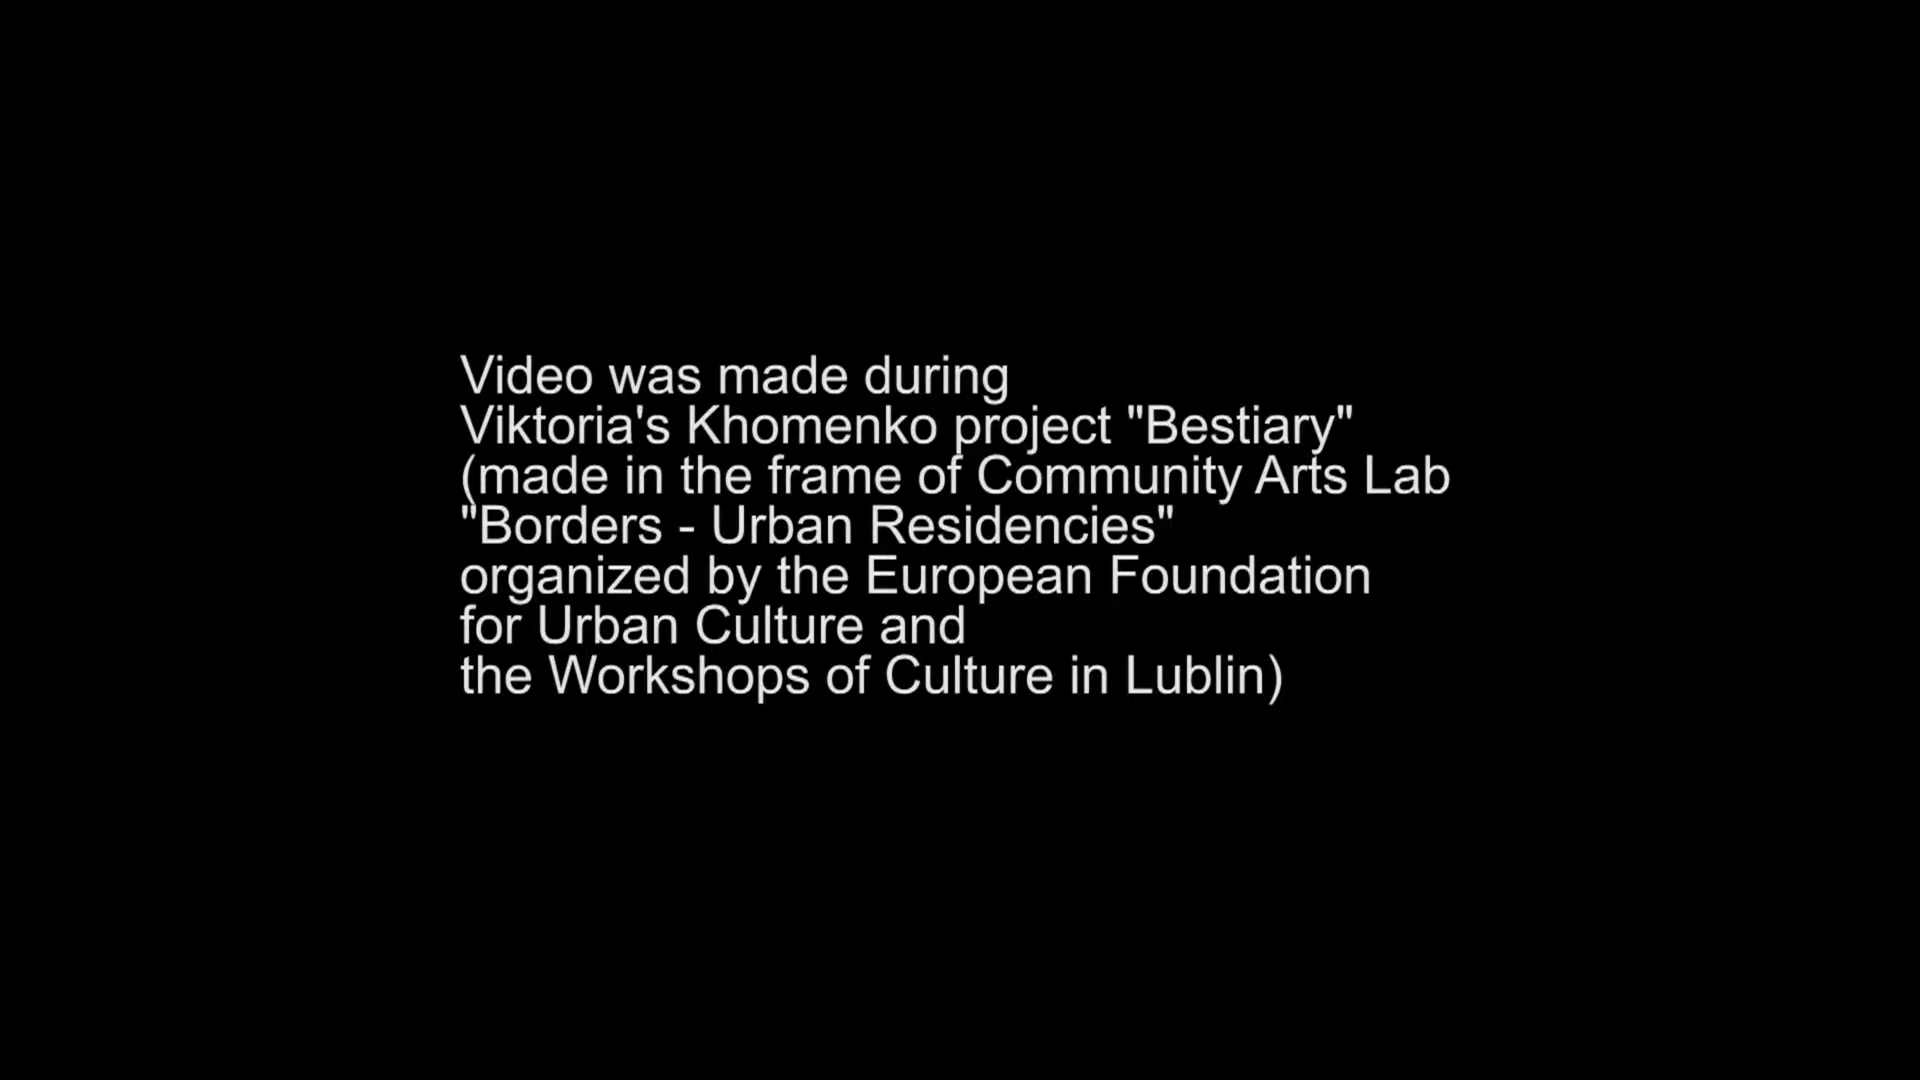 Video was made during
Viktoria's Khomenko project "Bestiary"
(made in the frame of Community Arts Lab
"Borders - Urban Residencies"
organized by the European Foundation
for Urban Culture and
the Workshops of Culture in Lublin)